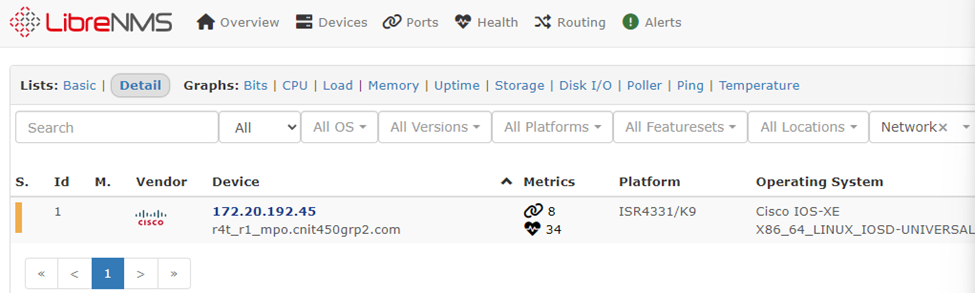 LibreNMS Overview Devices Ports Health Routing Alerts
Lists: Basic | Detail Graphs: Bits | CPU | Load | Memory | Uptime | Storage | Disk I/O | Poller | Ping | Temperature
Search All All OS All Versions All Platforms All Featuresets All Locations Network×
S. Id M. Vendor Device Metrics Platform Operating System
1 CISCO 172.20.192.45 8 ISR4331/K9 Cisco IOS-XE
r4t_r1_mpo.cnit450grp2.com 34 X86_64_LINUX_IOSD-UNIVERSAL
« < 1 > »